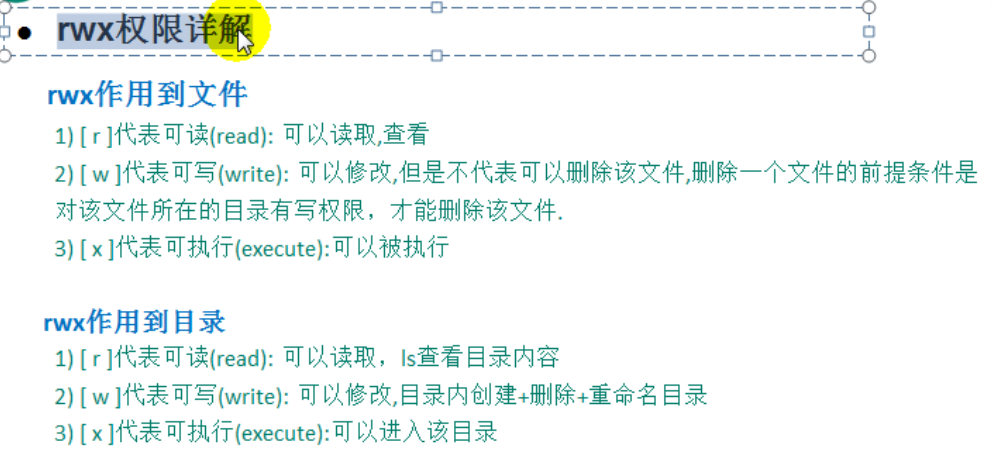 • rwx权限详解
rwx作用到文件
1) [ r ]代表可读(read): 可以读取,查看
2) [ w ]代表可写(write): 可以修改,但是不代表可以删除该文件,删除一个文件的前提条件是
对该文件所在的目录有写权限，才能删除该文件.
3) [ x ]代表可执行(execute):可以被执行
rwx作用到目录
1) [ r ]代表可读(read): 可以读取，ls查看目录内容
2) [ w ]代表可写(write): 可以修改,目录内创建+删除+重命名目录
3) [ x ]代表可执行(execute):可以进入该目录